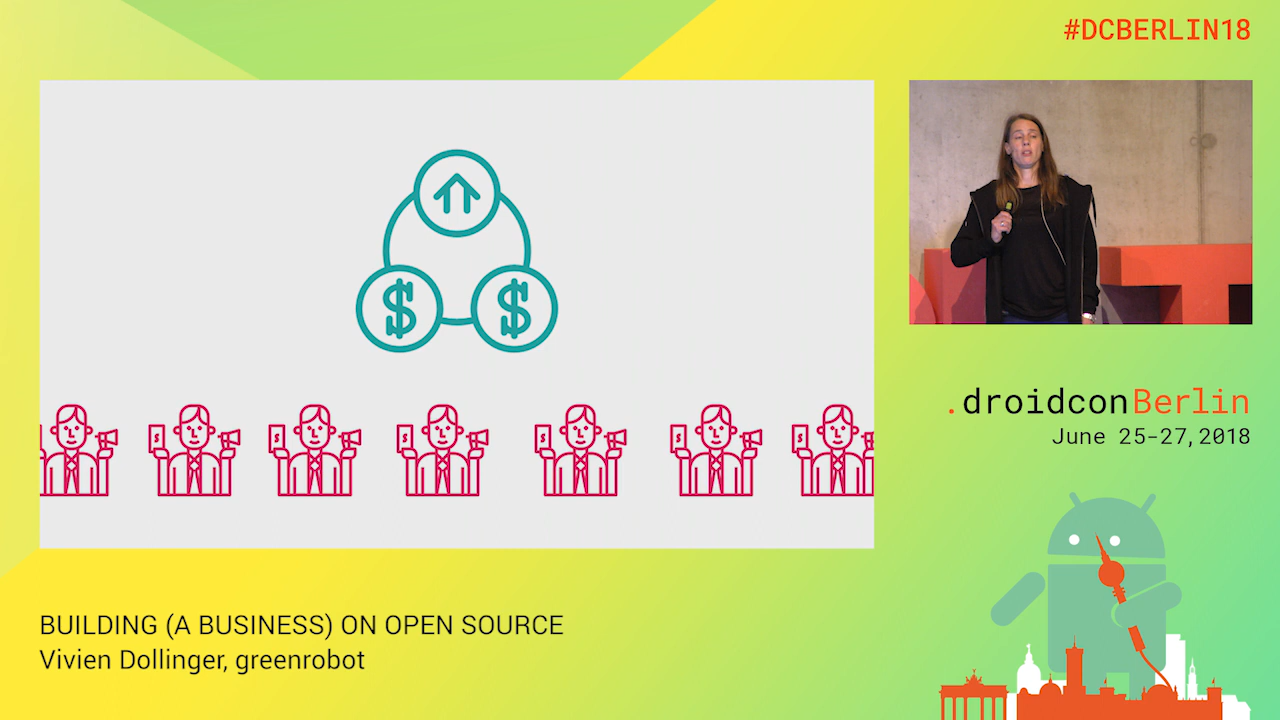 #DCBERLIN18
.droidconBerlin
June 25-27, 2018
BUILDING (A BUSINESS) ON OPEN SOURCE
Vivien Dollinger, greenrobot